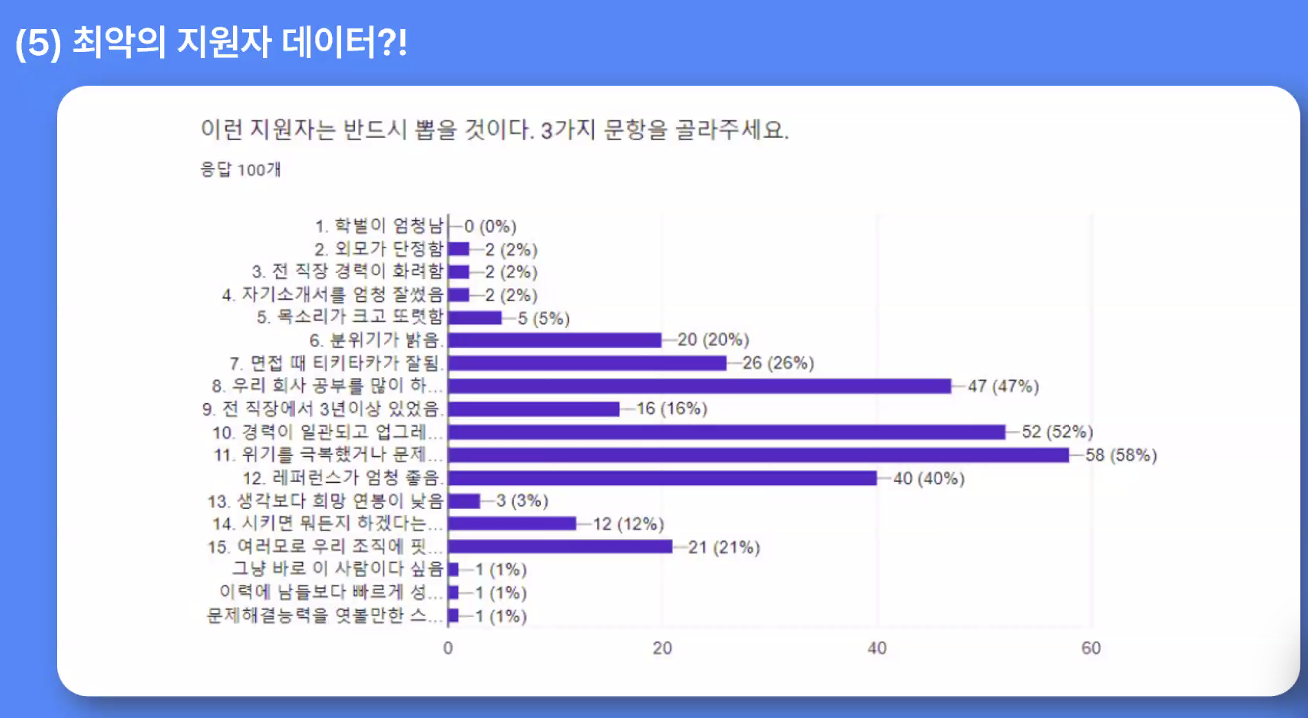 (5) 최악의 지원자 데이터?!
이런 지원자는 반드시 뽑을 것이다. 3가지 문항을 골라주세요.
응답 100개
1. 학벌이 엄청남 0 (0%)
2. 외모가 단정함 2 (2%)
3. 전 직장 경력이 화려함 2 (2%)
4. 자기소개서를 엄청 잘썼음 2 (2%)
5. 목소리가 크고 또렷함 5 (5%)
6. 분위기가 밝음. 20 (20%)
7. 면접 때 티키타카가 잘됨. 26 (26%)
8. 우리 회사 공부를 많이 하... 47 (47%)
9. 전 직장에서 3년이상 있었음. 16 (16%)
10. 경력이 일관되고 업그레... 52 (52%)
11. 위기를 극복했거나 문제... 58 (58%)
12. 레퍼런스가 엄청 좋음. 40 (40%)
13. 생각보다 희망 연봉이 낮음 3 (3%)
14. 시키면 뭐든지 하겠다는... 12 (12%)
15. 여러모로 우리 조직에 핏... 21 (21%)
그냥 바로 이 사람이다 싶음 1 (1%)
이력에 남들보다 빠르게 성... 1 (1%)
문제해결능력을 엿볼만한 스... 1 (1%)
0 20 40 60